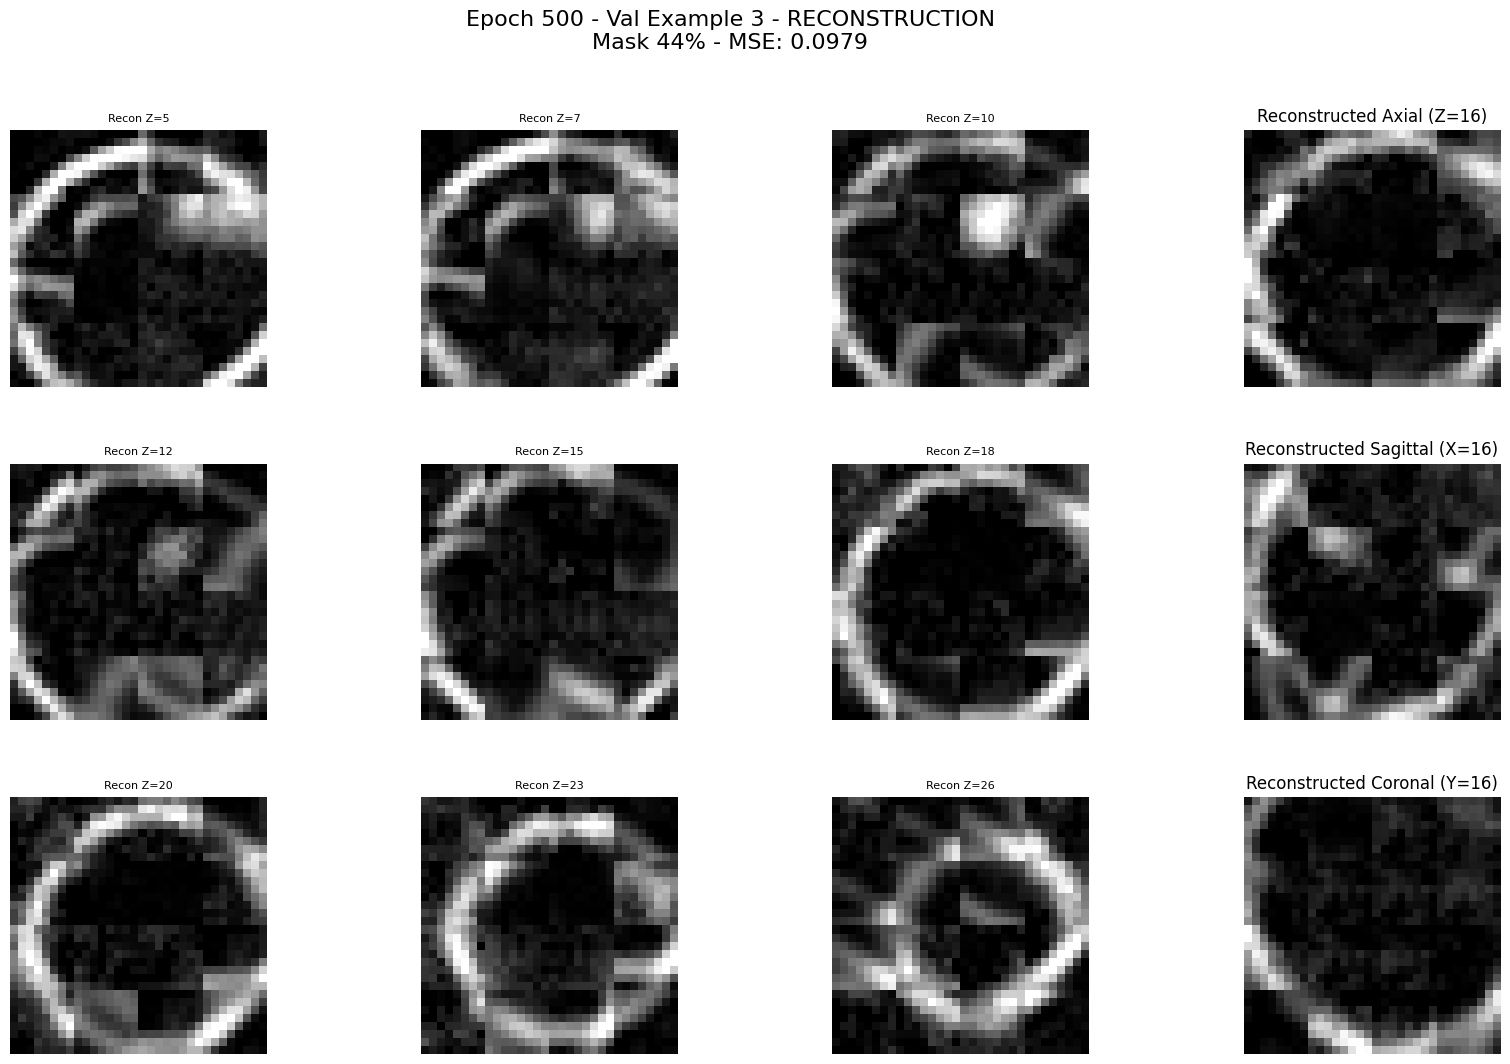 Epoch 500 - Val Example 3 - RECONSTRUCTION
Mask 44% - MSE: 0.0979
Recon Z=5
Recon Z=7
Recon Z=10
Reconstructed Axial (Z=16)
Recon Z=12
Recon Z=15
Recon Z=18
Reconstructed Sagittal (X=16)
Recon Z=20
Recon Z=23
Recon Z=26
Reconstructed Coronal (Y=16)